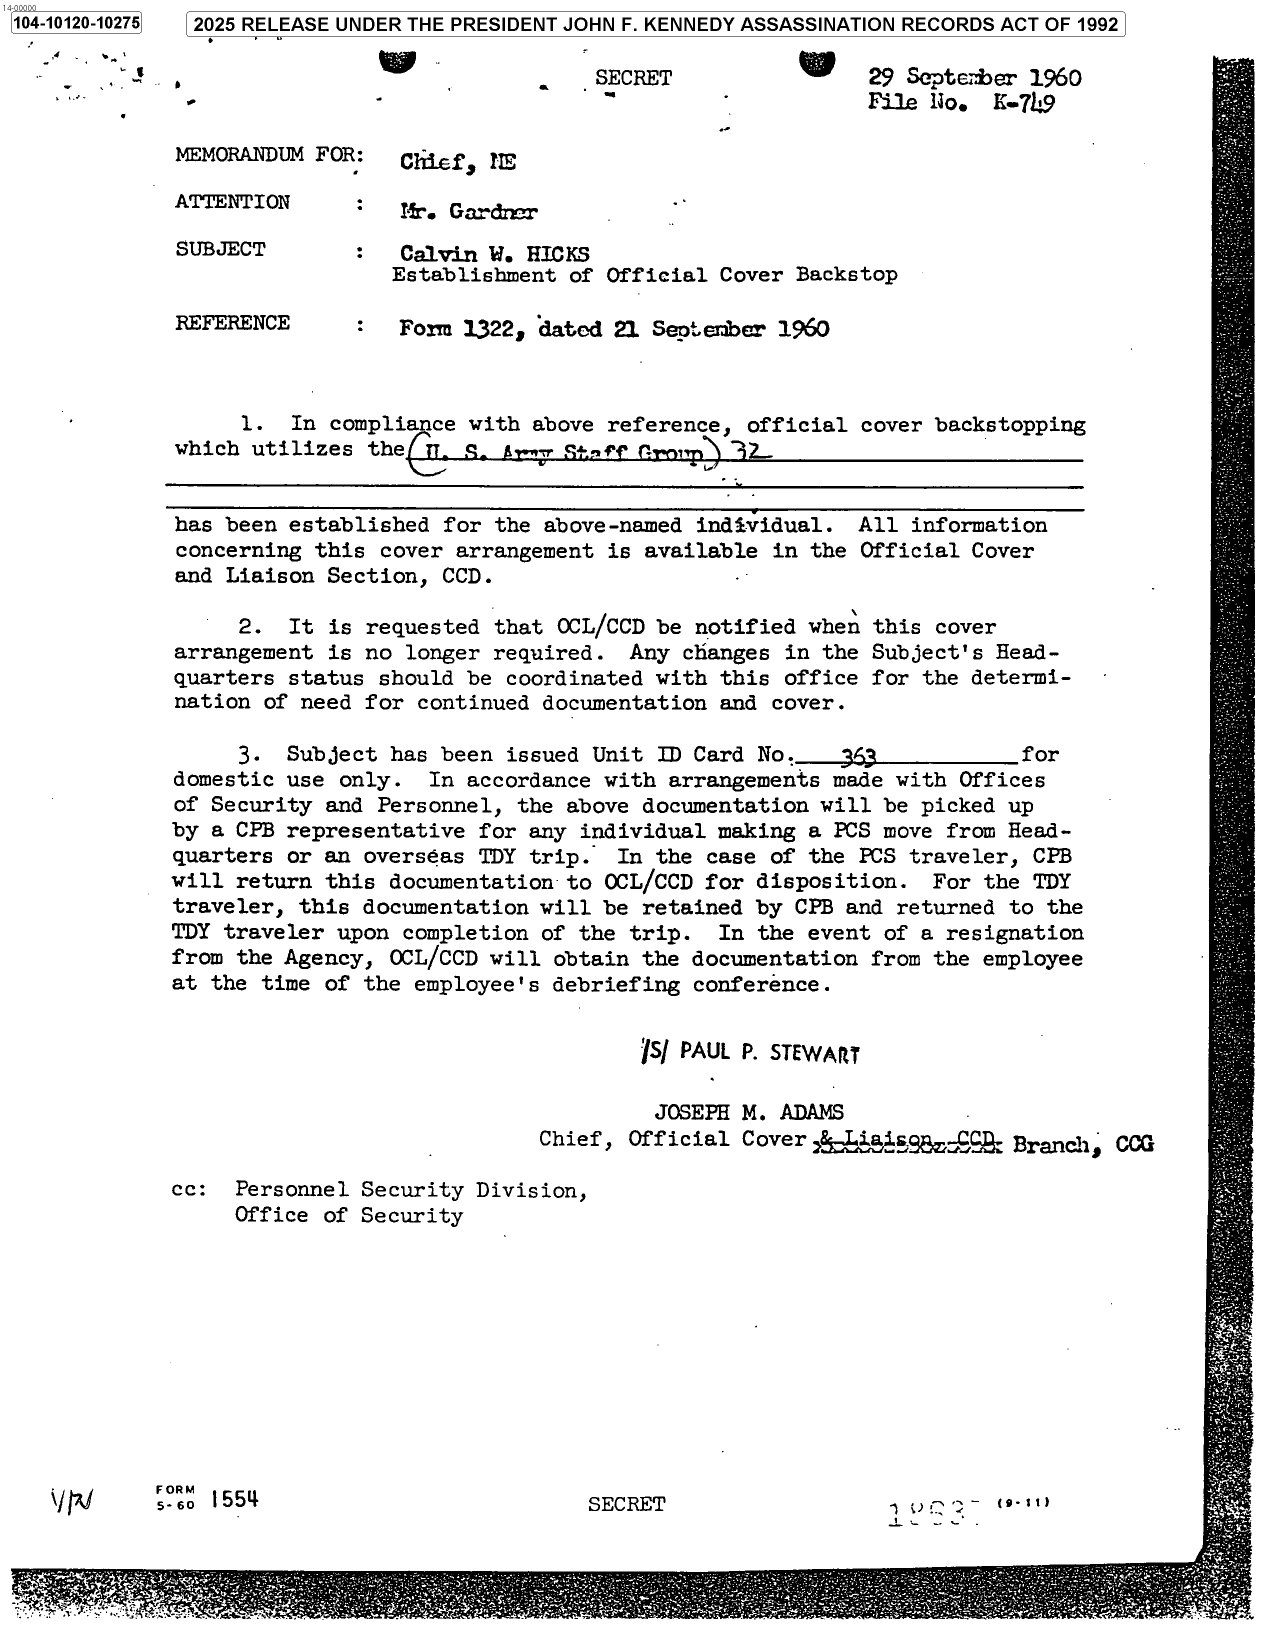 14-00000
104-10120-10275
2025 RELEASE UNDER THE PRESIDENT JOHN F. KENNEDY ASSASSINATION RECORDS ACT OF 1992
SECRET
29 September 1960
File No. K-749
MEMORANDUM FOR: Chief, NE
ATTENTION : Mr. Gardner
SUBJECT : Calvin W. HICKS
Establishment of Official Cover Backstop
REFERENCE : Form 1322, dated 21 September 1960
1. In compliance with above reference, official cover backstopping
which utilizes the (U. S. Army Staff Group) 32
has been established for the above-named individual. All information
concerning this cover arrangement is available in the Official Cover
and Liaison Section, CCD.
2. It is requested that OCL/CCD be notified when this cover
arrangement is no longer required. Any changes in the Subject's Head-
quarters status should be coordinated with this office for the determi-
nation of need for continued documentation and cover.
3. Subject has been issued Unit ID Card No. 363 for
domestic use only. In accordance with arrangements made with Offices
of Security and Personnel, the above documentation will be picked up
by a CPB representative for any individual making a PCS move from Head-
quarters or an overseas TDY trip. In the case of the PCS traveler, CPB
will return this documentation to OCL/CCD for disposition. For the TDY
traveler, this documentation will be retained by CPB and returned to the
TDY traveler upon completion of the trip. In the event of a resignation
from the Agency, OCL/CCD will obtain the documentation from the employee
at the time of the employee's debriefing conference.
/S/ PAUL P. STEWART
JOSEPH M. ADAMS
Chief, Official Cover & Liaison, CCD Branch, CCG
cc: Personnel Security Division,
Office of Security
FORM
5-60 1554
SECRET
(9-11)